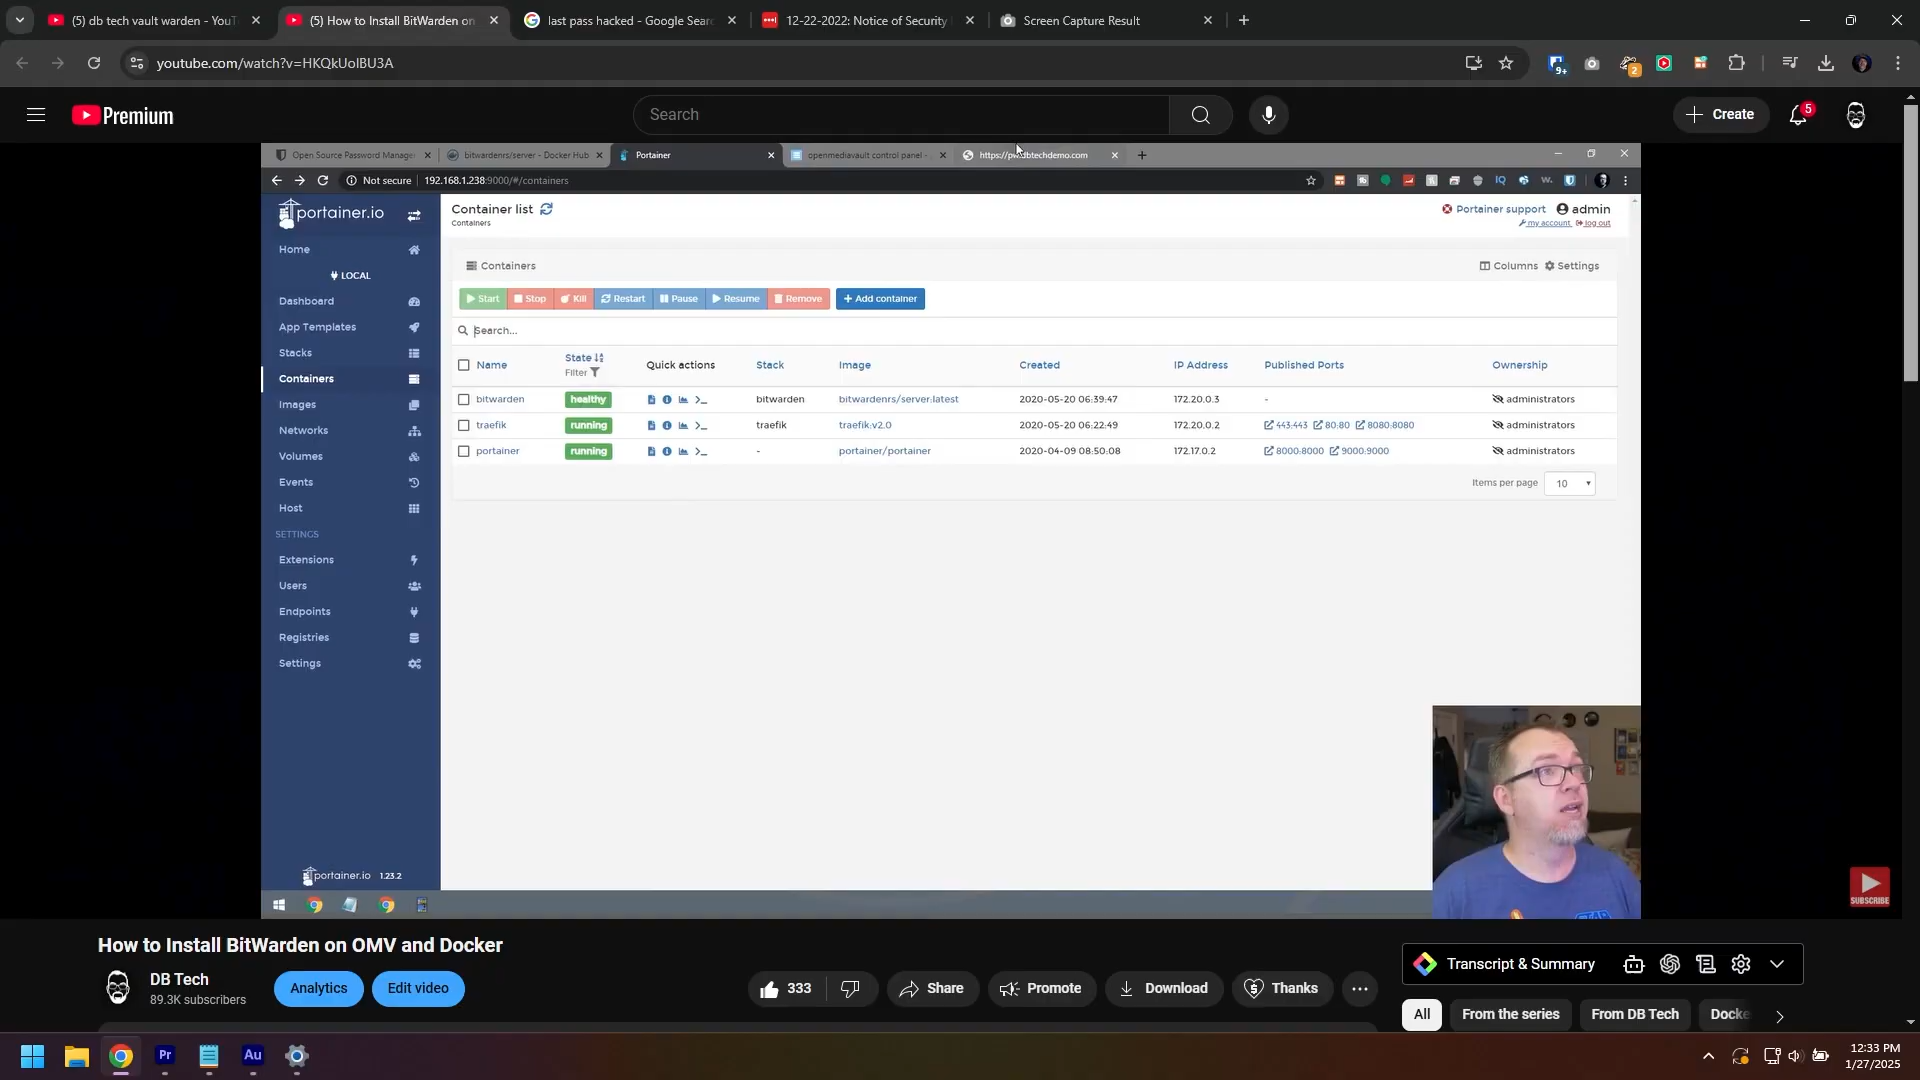 (5) db tech vault warden - YouT
(5) How to Install BitWarden on
last pass hacked - Google Sear
12-22-2022: Notice of Security
Screen Capture Result
youtube.com/watch?v=HKQkUolBU3A
9+
2
Premium
Search
Create
5
Open Source Password Manage
bitwardenrs/server - Docker Hub
Portainer
openmediavault control panel -
https://pw.dbtechdemo.com
Not secure
192.168.1.238:9000/#/containers
portainer.io
Container list
Containers
Portainer support
admin
my account
log out
Home
LOCAL
Dashboard
App Templates
Stacks
Containers
Images
Networks
Volumes
Events
Host
SETTINGS
Extensions
Users
Endpoints
Registries
Settings
portainer.io 1.23.2
Containers
Columns
Settings
Start
Stop
Kill
Restart
Pause
Resume
Remove
+ Add container
Search...
Name State Quick actions Stack Image Created IP Address Published Ports Ownership
Filter
bitwarden healthy bitwarden bitwardenrs/server:latest 2020-05-20 06:39:47 172.20.0.3 - administrators
traefik running traefik traefik:v2.0 2020-05-20 06:22:49 172.20.0.2 443:443 80:80 8080:8080 administrators
portainer running - portainer/portainer 2020-04-09 08:50:08 172.17.0.2 8000:8000 9000:9000 administrators
Items per page 10
SUBSCRIBE
How to Install BitWarden on OMV and Docker
DB Tech
89.3K subscribers
Analytics
Edit video
333
Share
Promote
Download
Thanks
Transcript & Summary
All
From the series
From DB Tech
Docke
Pr
Au
12:33 PM
1/27/2025